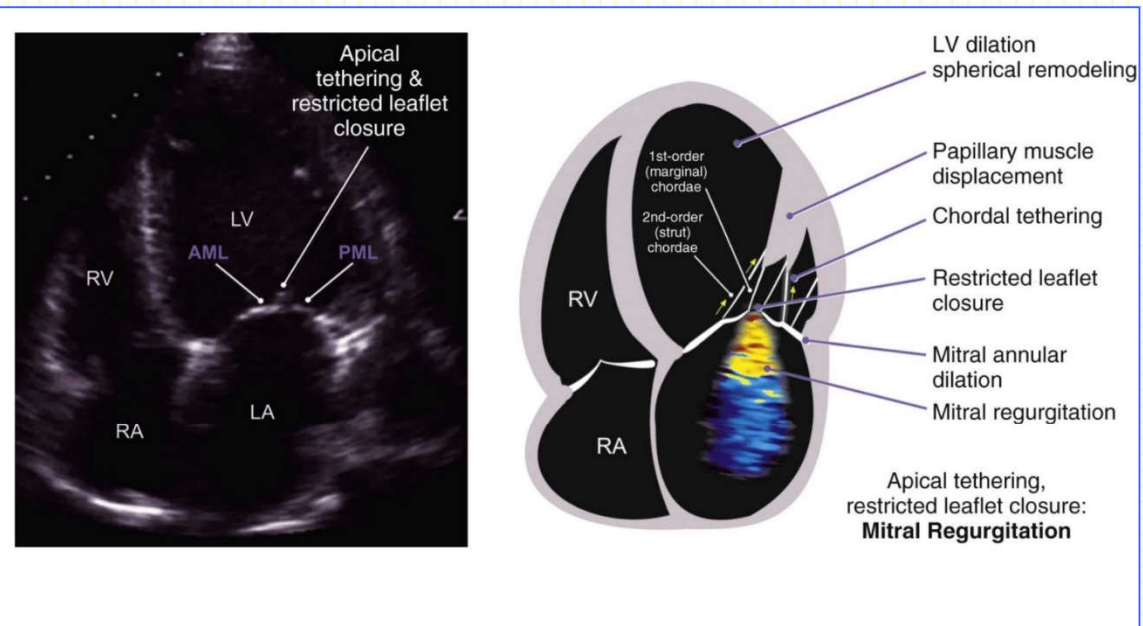 Apical
tethering &
restricted leaflet
closure
LV
AML
PML
RV
LA
RA
LV dilation
spherical remodeling
1st-order
(marginal)
chordae
2nd-order
(strut)
chordae
Papillary muscle
displacement
Chordal tethering
Restricted leaflet
closure
RV
Mitral annular
dilation
Mitral regurgitation
RA
Apical tethering,
restricted leaflet closure:
Mitral Regurgitation